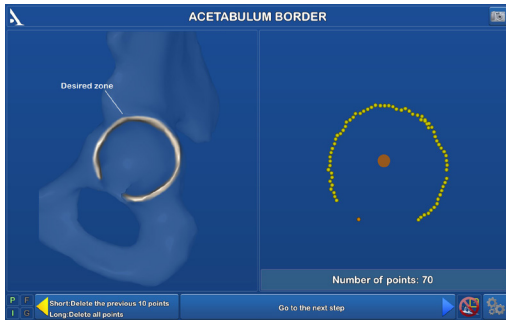 ACETABULUM BORDER
Desired zone
Number of points: 70
P F
I G
Short:Delete the previous 10 points
Long:Delete all points
Go to the next step